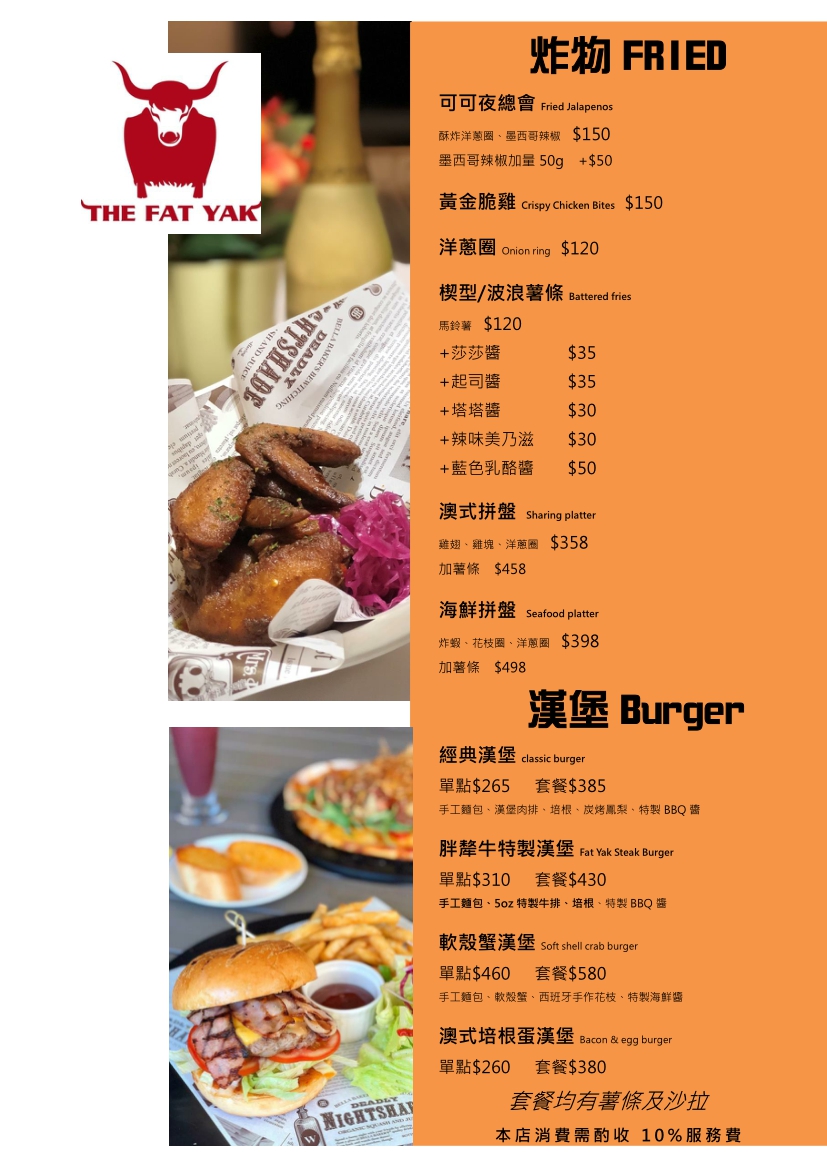 THE FAT YAK
炸物 FRIED
可可夜總會 Fried Jalapenos
酥炸洋蔥圈、墨西哥辣椒 $150
墨西哥辣椒加量 50g +$50
黃金脆雞 Crispy Chicken Bites $150
洋蔥圈 Onion ring $120
楔型/波浪薯條 Battered fries
馬鈴薯 $120
+莎莎醬 $35
+起司醬 $35
+塔塔醬 $30
+辣味美乃滋 $30
+藍色乳酪醬 $50
澳式拼盤 Sharing platter
雞翅、雞塊、洋蔥圈 $358
加薯條 $458
海鮮拼盤 Seafood platter
炸蝦、花枝圈、洋蔥圈 $398
加薯條 $498
漢堡 Burger
經典漢堡 classic burger
單點$265 套餐$385
手工麵包、漢堡肉排、培根、炭烤鳳梨、特製 BBQ 醬
胖犛牛特製漢堡 Fat Yak Steak Burger
單點$310 套餐$430
手工麵包、5oz 特製牛排、培根、特製 BBQ 醬
軟殼蟹漢堡 Soft shell crab burger
單點$460 套餐$580
手工麵包、軟殼蟹、西班牙手作花枝、特製海鮮醬
澳式培根蛋漢堡 Bacon & egg burger
單點$260 套餐$380
套餐均有薯條及沙拉
本店消費需酌收 10%服務費
DEADLY
NIGHTSHADE
BELLA BAKER'S BEWITCHING
DEADLY